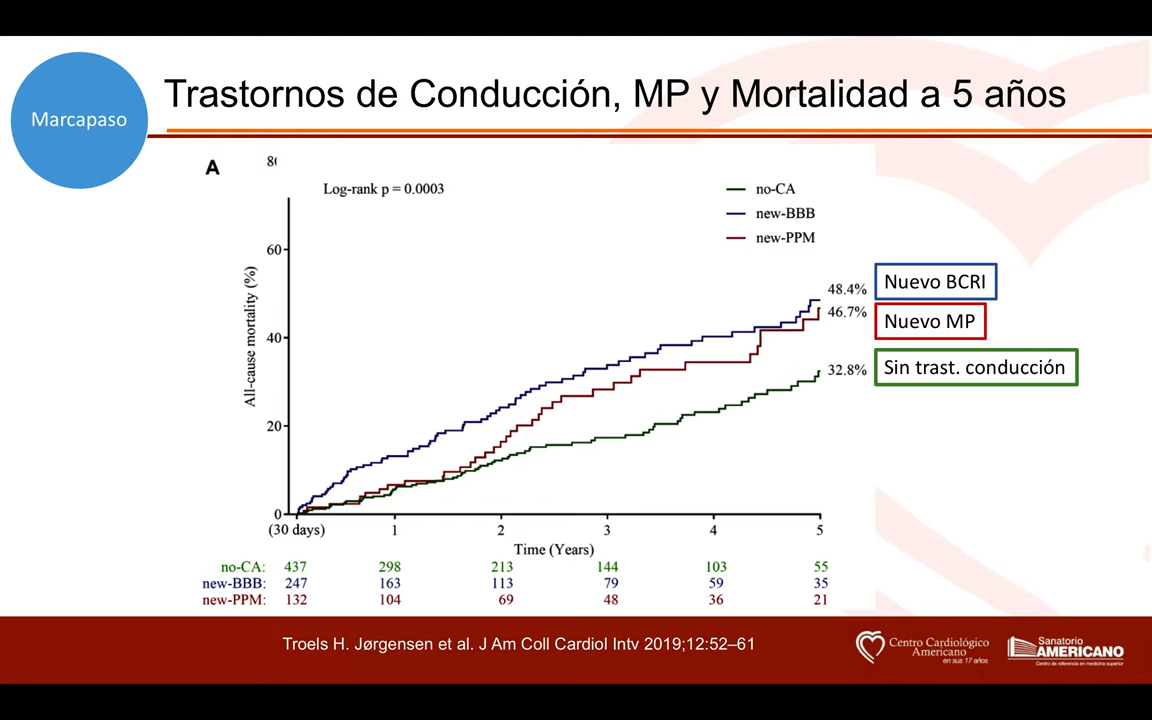 Marcapaso
Trastornos de Conducción, MP y Mortalidad a 5 años
A
Log-rank p = 0.0003
no-CA
new-BBB
new-PPM
All-cause mortality (%)
60
40
20
0
48.4%
46.7%
32.8%
Nuevo BCRI
Nuevo MP
Sin trast. conducción
(30 days) 1 2 3 4 5
Time (Years)
no-CA: 437 298 213 144 103 55
new-BBB: 247 163 113 79 59 35
new-PPM: 132 104 69 48 36 21
Troels H. Jørgensen et al. J Am Coll Cardiol Intv 2019;12:52–61
Centro Cardiológico
Americano
en sus 17 años
Sanatorio
AMERICANO
Centro de referencia en medicina superior